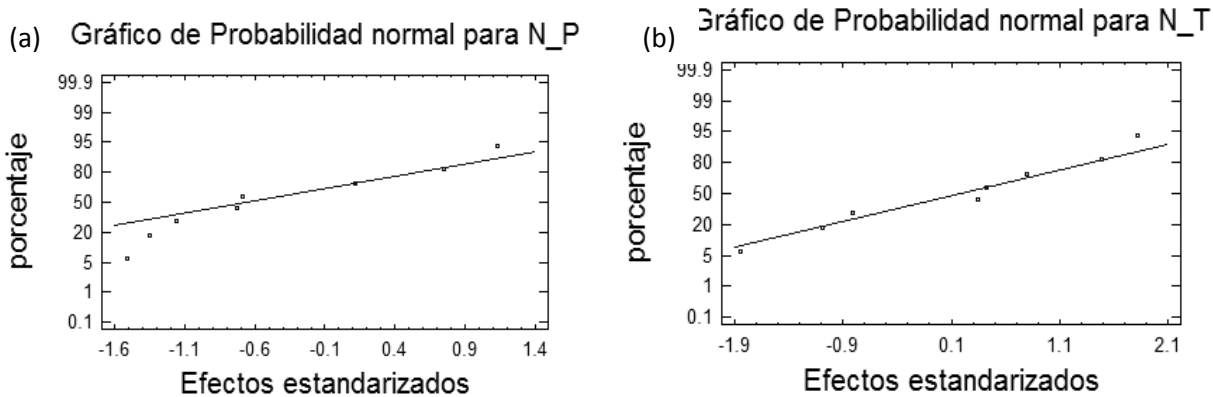 (a) Gráfico de Probabilidad normal para N_P
99.9
99
95
80
50
20
5
1
0.1
porcentaje
-1.6 -1.1 -0.6 -0.1 0.4 0.9 1.4
Efectos estandarizados
(b) Gráfico de Probabilidad normal para N_T
99.9
99
95
80
50
20
5
1
0.1
porcentaje
-1.9 -0.9 0.1 1.1 2.1
Efectos estandarizados